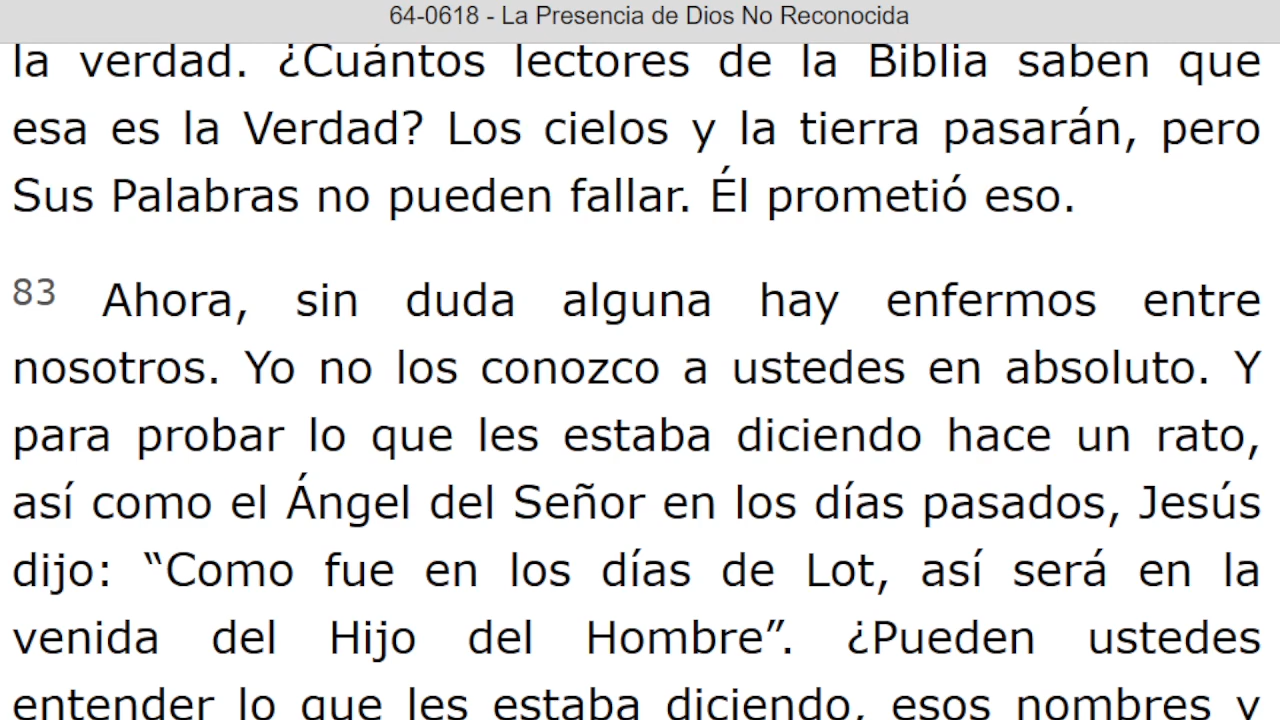 64-0618 - La Presencia de Dios No Reconocida
la verdad. ¿Cuántos lectores de la Biblia saben que
esa es la Verdad? Los cielos y la tierra pasarán, pero
Sus Palabras no pueden fallar. Él prometió eso.
83 Ahora, sin duda alguna hay enfermos entre
nosotros. Yo no los conozco a ustedes en absoluto. Y
para probar lo que les estaba diciendo hace un rato,
así como el Ángel del Señor en los días pasados, Jesús
dijo: “Como fue en los días de Lot, así será en la
venida del Hijo del Hombre”. ¿Pueden ustedes
entender lo que les estaba diciendo, esos nombres y